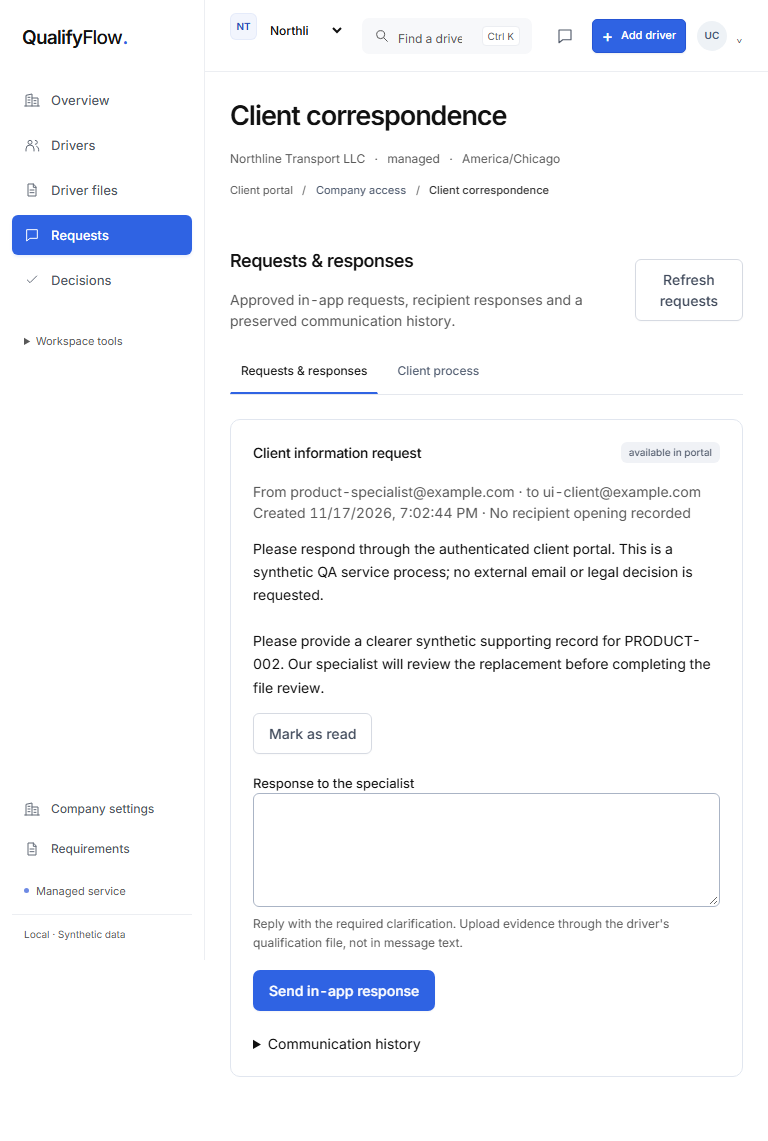 QualifyFlow.
Overview
Drivers
Driver files
Requests
Decisions
Workspace tools
Company settings
Requirements
Managed service
Local · Synthetic data
NT
Northli
Find a drive
Ctrl K
+ Add driver
UC
Client correspondence
Northline Transport LLC · managed · America/Chicago
Client portal / Company access / Client correspondence
Requests & responses
Approved in-app requests, recipient responses and a
preserved communication history.
Refresh
requests
Requests & responses
Client process
Client information request
available in portal
From product-specialist@example.com · to ui-client@example.com
Created 11/17/2026, 7:02:44 PM · No recipient opening recorded
Please respond through the authenticated client portal. This is a
synthetic QA service process; no external email or legal decision is
requested.
Please provide a clearer synthetic supporting record for PRODUCT-
002. Our specialist will review the replacement before completing the
file review.
Mark as read
Response to the specialist
Reply with the required clarification. Upload evidence through the driver's
qualification file, not in message text.
Send in-app response
Communication history